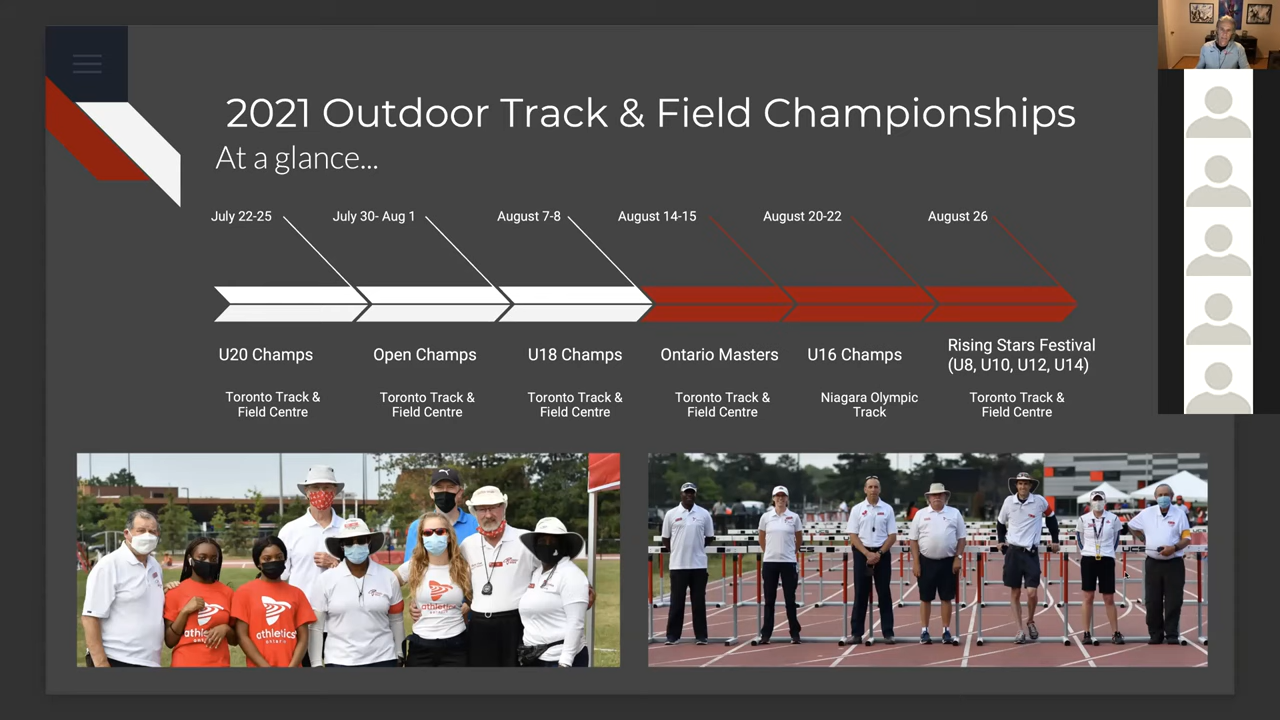 2021 Outdoor Track & Field Championships
At a glance...
July 22-25
July 30- Aug 1
August 7-8
August 14-15
August 20-22
August 26
U20 Champs
Open Champs
U18 Champs
Ontario Masters
U16 Champs
Rising Stars Festival
(U8, U10, U12, U14)
Toronto Track &
Field Centre
Toronto Track &
Field Centre
Toronto Track &
Field Centre
Toronto Track &
Field Centre
Niagara Olympic
Track
Toronto Track &
Field Centre
athletics
ONTARIO
athletics